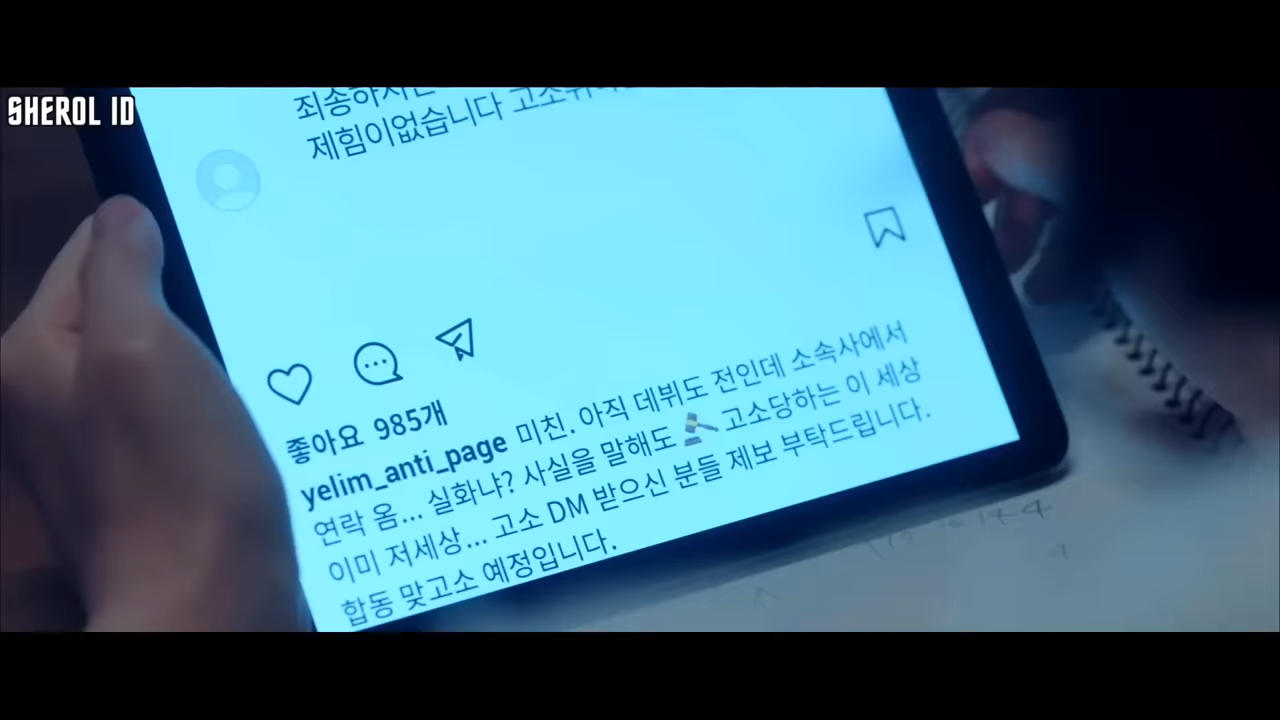 SHEROL ID
제힘이없습니다
좋아요 985개
yelim_anti_page 미친. 아직 데뷔도 전인데 소속사에서
연락 옴... 실화냐? 사실을 말해도 고소당하는 이 세상
이미 저세상... 고소 DM 받으신 분들 제보 부탁드립니다.
합동 맞고소 예정입니다.